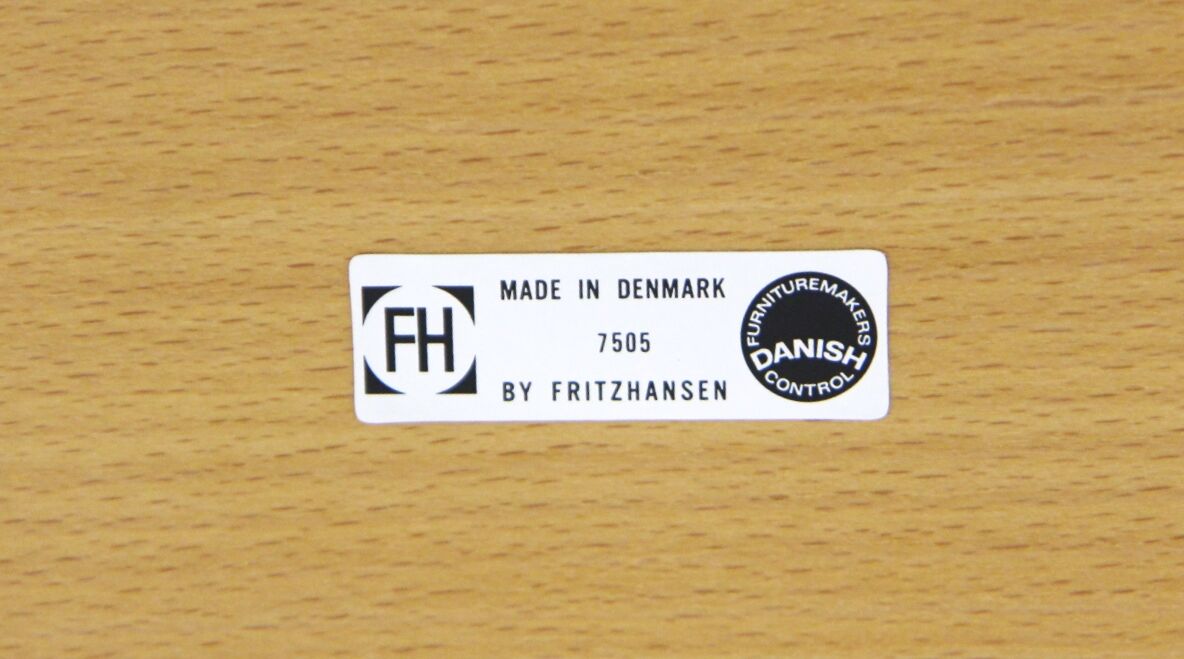 FH
MADE IN DENMARK
7505
BY FRITZHANSEN
FURNITUREMAKERS
DANISH
CONTROL